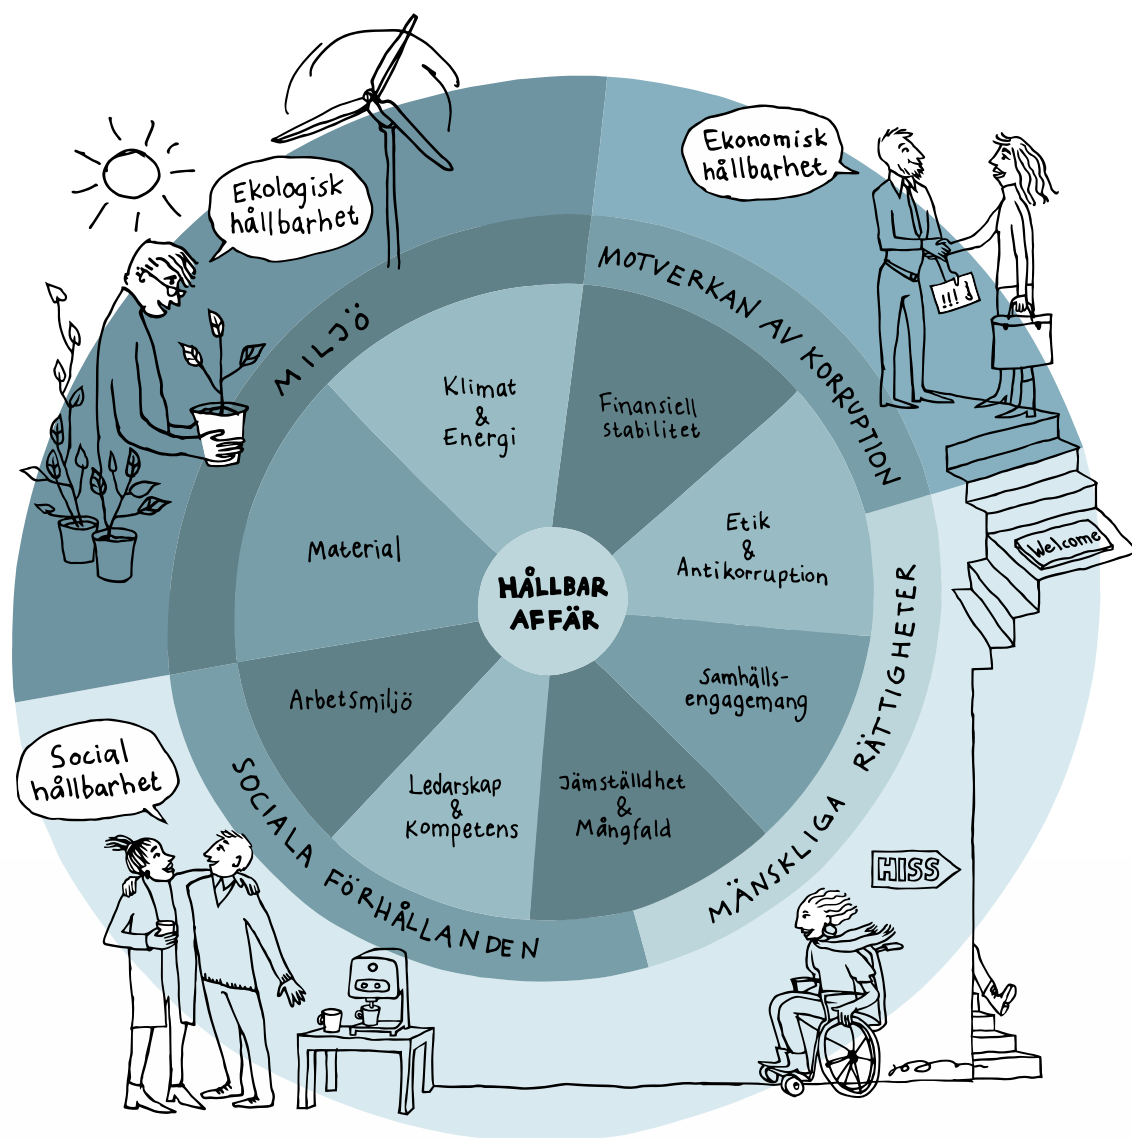 Ekologisk
hållbarhet
Ekonomisk
hållbarhet
MILJÖ
MOTVERKAN AV KORRUPTION
Klimat
&
Energi
Finansiell
stabilitet
Material
Etik
&
Antikorruption
Welcome
HÅLLBAR
AFFÄR
Arbetsmiljö
Samhälls-
engagemang
Ledarskap
&
Kompetens
Jämställdhet
&
Mångfald
MÄNSKLIGA RÄTTIGHETER
SOCIALA FÖRHÅLLANDEN
Social
hållbarhet
HISS